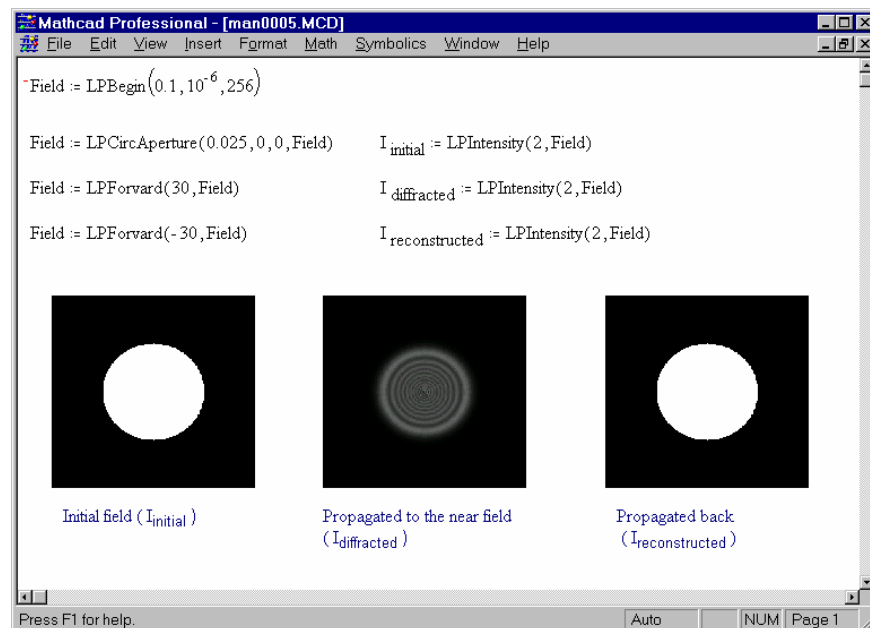 Mathcad Professional - [man0005.MCD]
File Edit View Insert Format Math Symbolics Window Help
Field := LPBegin(0.1, 10^-6, 256)
Field := LPCircAperture(0.025, 0, 0, Field) I initial := LPIntensity(2, Field)
Field := LPForvard(30, Field) I diffracted := LPIntensity(2, Field)
Field := LPForvard(-30, Field) I reconstructed := LPIntensity(2, Field)
Initial field ( I initial ) Propagated to the near field Propagated back
( I diffracted ) ( I reconstructed )
Press F1 for help. Auto NUM Page 1